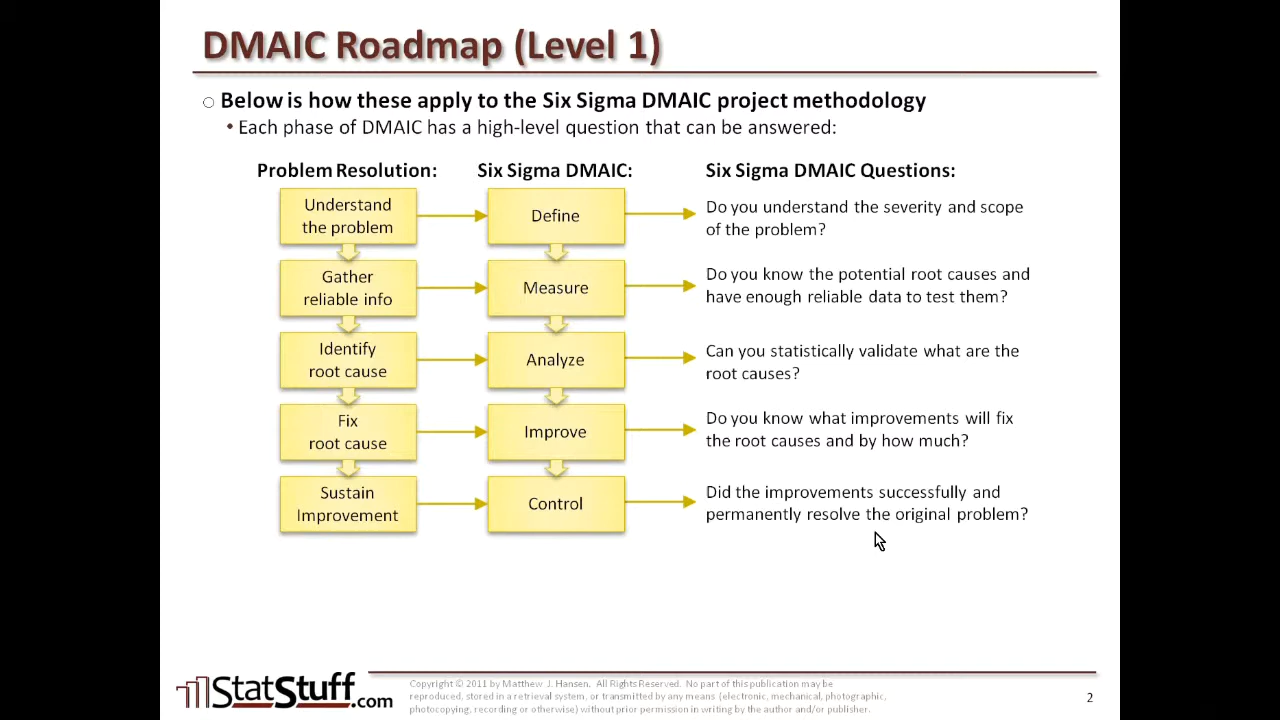 DMAIC Roadmap (Level 1)
Below is how these apply to the Six Sigma DMAIC project methodology
Each phase of DMAIC has a high-level question that can be answered:
Problem Resolution:
Six Sigma DMAIC:
Six Sigma DMAIC Questions:
Understand
the problem
Define
Do you understand the severity and scope
of the problem?
Gather
reliable info
Measure
Do you know the potential root causes and
have enough reliable data to test them?
Identify
root cause
Analyze
Can you statistically validate what are the
root causes?
Fix
root cause
Improve
Do you know what improvements will fix
the root causes and by how much?
Sustain
Improvement
Control
Did the improvements successfully and
permanently resolve the original problem?
StatStuff.com
Copyright © 2011 by Matthew J. Hansen. All Rights Reserved. No part of this publication may be
reproduced, stored in a retrieval system, or transmitted by any means (electronic, mechanical, photographic,
photocopying, recording or otherwise) without prior permission in writing by the author and/or publisher.
2